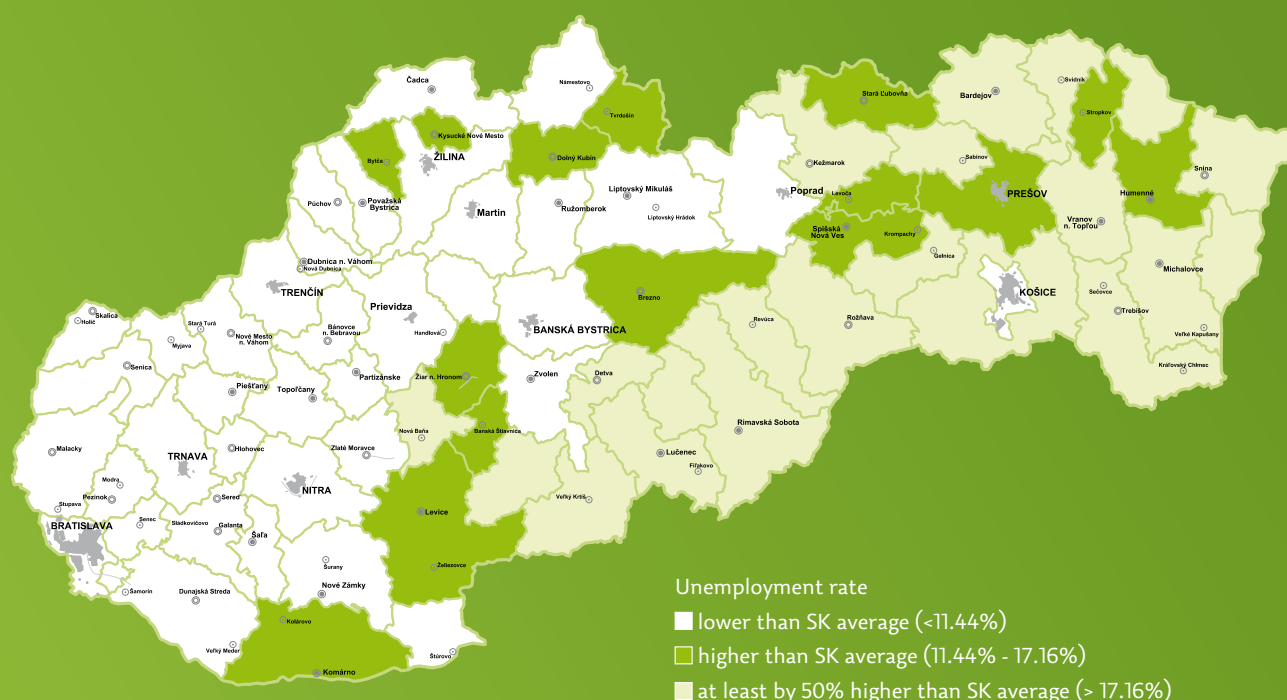 Čadca
Námestovo
Tvrdošín
Kysucké Nové Mesto
Bytča
ŽILINA
Dolný Kubín
Stará Ľubovňa
Bardejov
Svidník
Stropkov
Sabinov
Kežmarok
Snina
Humenné
PREŠOV
Poprad
Levoča
Púchov
Považská
Bystrica
Martin
Ružomberok
Liptovský Mikuláš
Liptovský Hrádok
Spišská
Nová Ves
Krompachy
Gelnica
Vranov
n. Topľou
Michalovce
Dubnica n. Váhom
Nová Dubnica
TRENČÍN
Prievidza
Handlová
BANSKÁ BYSTRICA
Brezno
Revúca
Rožňava
KOŠICE
Sečovce
Trebišov
Veľké Kapušany
Kráľovský Chlmec
Skalica
Holíč
Stará Turá
Myjava
Nové Mesto
n. Váhom
Bánovce
n. Bebravou
Senica
Piešťany
Topoľčany
Partizánske
Žiar n. Hronom
Zvolen
Detva
Nová Baňa
Banská Štiavnica
Rimavská Sobota
Lučenec
Fiľakovo
Malacky
TRNAVA
Hlohovec
Zlaté Moravce
Modra
Pezinok
Stupava
BRATISLAVA
Senec
Sereď
Sládkovičovo
Galanta
Šaľa
NITRA
Levice
Veľký Krtíš
Šurany
Nové Zámky
Želiezovce
Šamorín
Dunajská Streda
Kolárovo
Veľký Meder
Komárno
Štúrovo
Unemployment rate
lower than SK average (<11.44%)
higher than SK average (11.44% - 17.16%)
at least by 50% higher than SK average (> 17.16%)